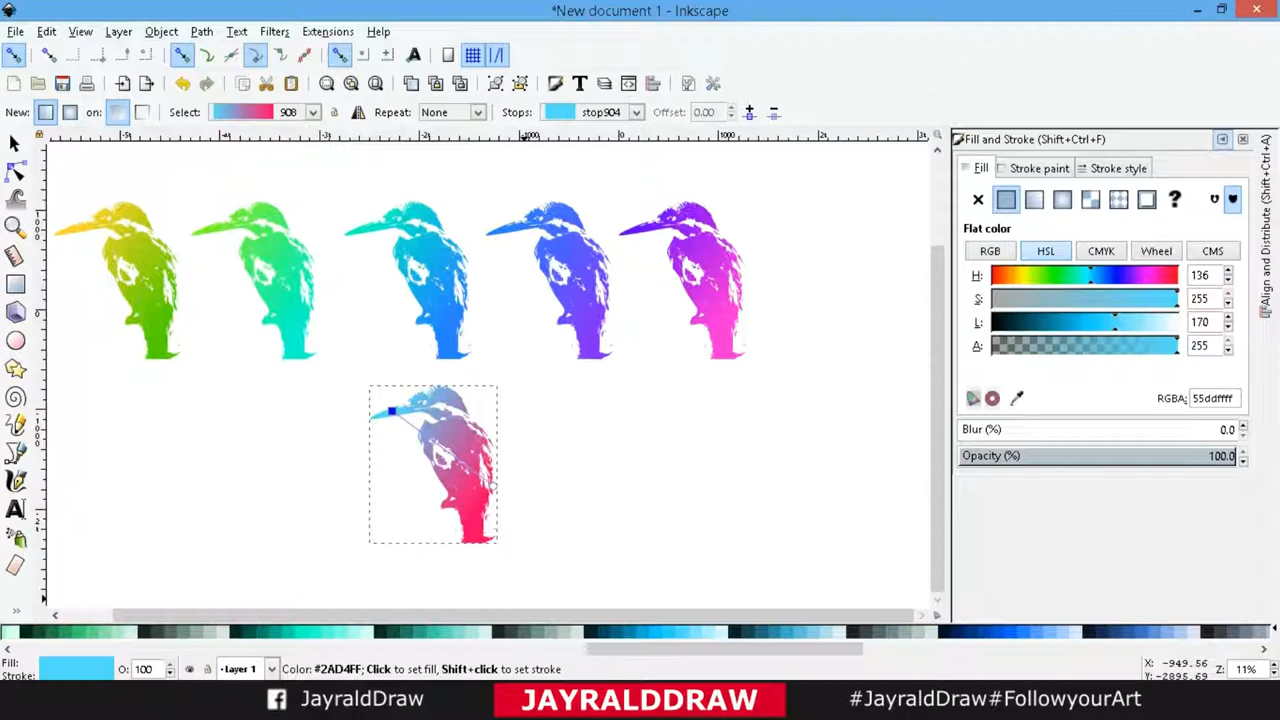 *New document 1 - Inkscape
File Edit View Layer Object Path Text Filters Extensions Help
New: on: Select: 908 Repeat: None Stops: stop904 Offset: 0.00
Fill and Stroke (Shift+Ctrl+F)
Fill Stroke paint Stroke style
Flat color
RGB HSL CMYK Wheel CMS
H: 136
S: 255
L: 170
A: 255
RGBA: 55ddffff
Blur (%) 0.0
Opacity (%) 100.0
Align and Distribute (Shift+Ctrl+A)
Fill:
Stroke:
O: 100 Layer 1 Color: #2AD4FF; Click to set fill, Shift+click to set stroke
X: -949.56
Y: -2895.69
Z: 11%
JayraldDraw JAYRALDDRAW #JayraldDraw#FollowyourArt